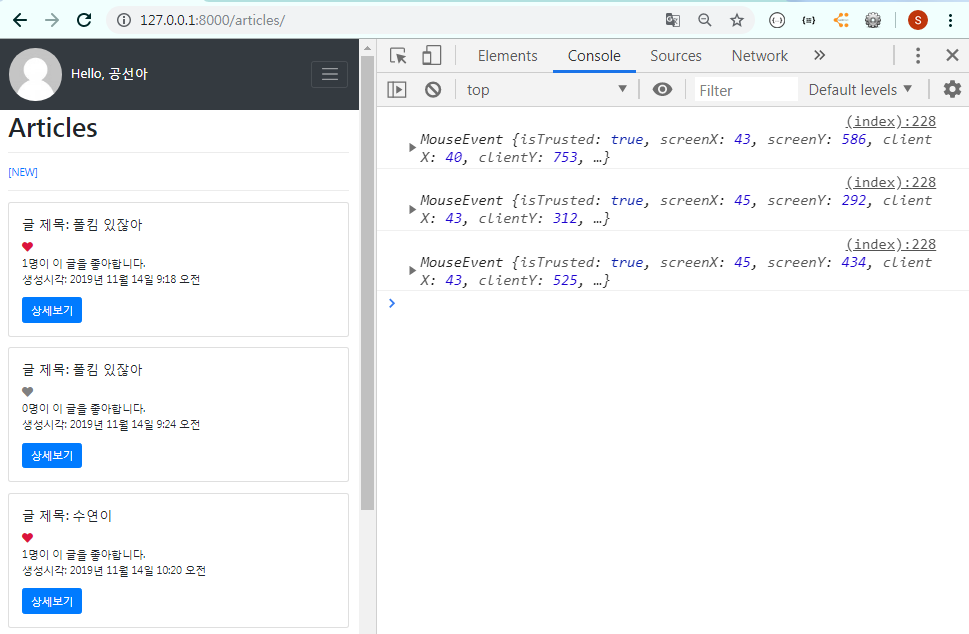 127.0.0.1:8000/articles/
S
Hello, 공선아
Articles
[NEW]
글 제목: 폴킴 있잖아
1명이 이 글을 좋아합니다.
생성시각: 2019년 11월 14일 9:18 오전
상세보기
글 제목: 폴킴 있잖아
0명이 이 글을 좋아합니다.
생성시각: 2019년 11월 14일 9:24 오전
상세보기
글 제목: 수연이
1명이 이 글을 좋아합니다.
생성시각: 2019년 11월 14일 10:20 오전
상세보기
Elements Console Sources Network »
top Filter Default levels
(index):228
MouseEvent {isTrusted: true, screenX: 43, screenY: 586, client
X: 40, clientY: 753, …}
(index):228
MouseEvent {isTrusted: true, screenX: 45, screenY: 292, client
X: 43, clientY: 312, …}
(index):228
MouseEvent {isTrusted: true, screenX: 45, screenY: 434, client
X: 43, clientY: 525, …}